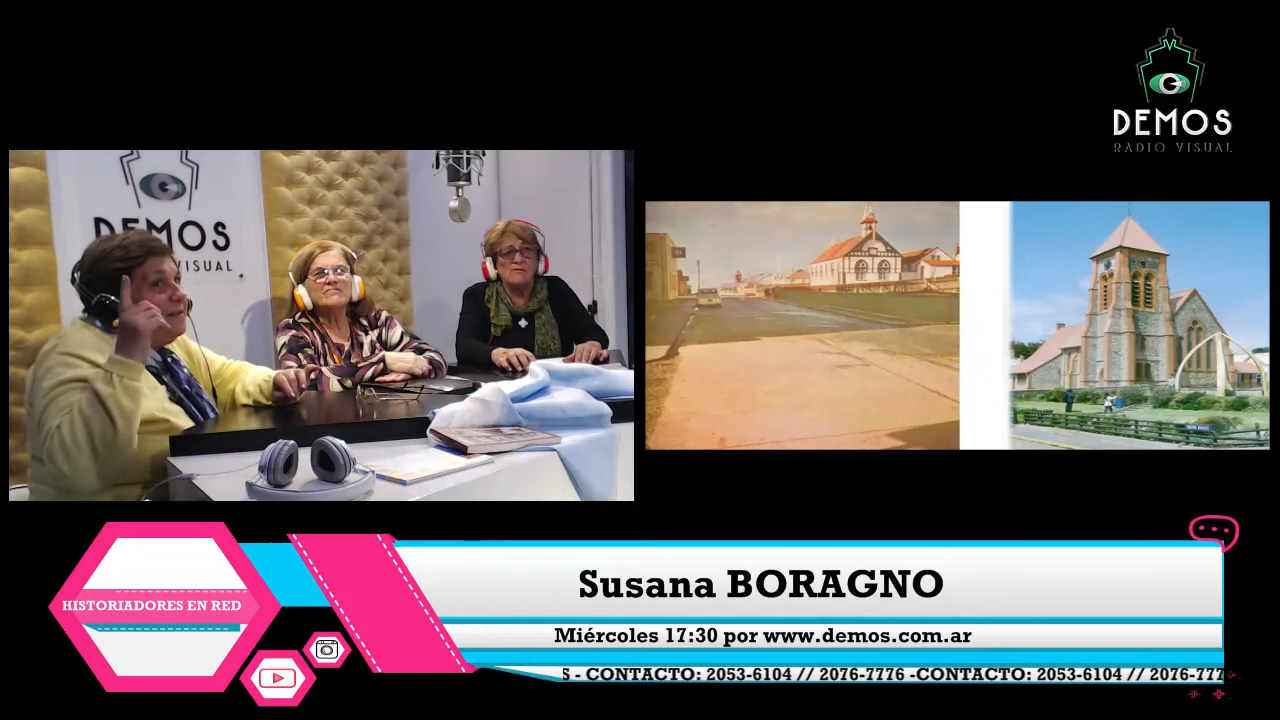 DEMOS
RADIO VISUAL
DEMOS
VISUAL
HISTORIADORES EN RED
Susana BORAGNO
Miércoles 17:30 por www.demos.com.ar
S - CONTACTO: 2053-6104 // 2076-7776 -CONTACTO: 2053-6104 // 2076-777